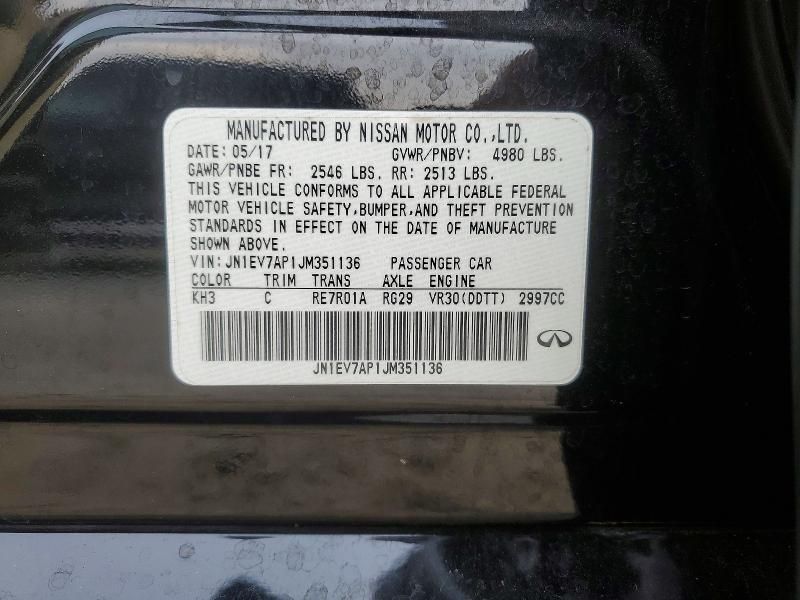 MANUFACTURED BY NISSAN MOTOR CO.,LTD.
DATE: 05/17 GVWR/PNBV: 4980 LBS.
GAWR/PNBE FR: 2546 LBS. RR: 2513 LBS.
THIS VEHICLE CONFORMS TO ALL APPLICABLE FEDERAL
MOTOR VEHICLE SAFETY,BUMPER,AND THEFT PREVENTION
STANDARDS IN EFFECT ON THE DATE OF MANUFACTURE
SHOWN ABOVE.
VIN: JN1EV7AP1JM351136 PASSENGER CAR
COLOR TRIM TRANS AXLE ENGINE
KH3 C RE7R01A RG29 VR30(DDTT) 2997CC
JN1EV7AP1JM351136